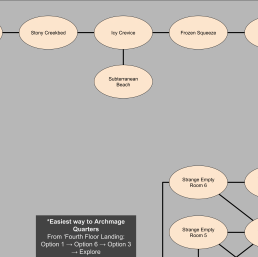 Stony Creekbed
Icy Crevice
Frozen Squeeze
Subterranean
Beach
Strange Empty
Room 6
Strange Empty
Room 5
*Easiest way to Archmage
Quarters
From 'Fourth Floor Landing:
Option 1 → Option 6 → Option 3
→ Explore